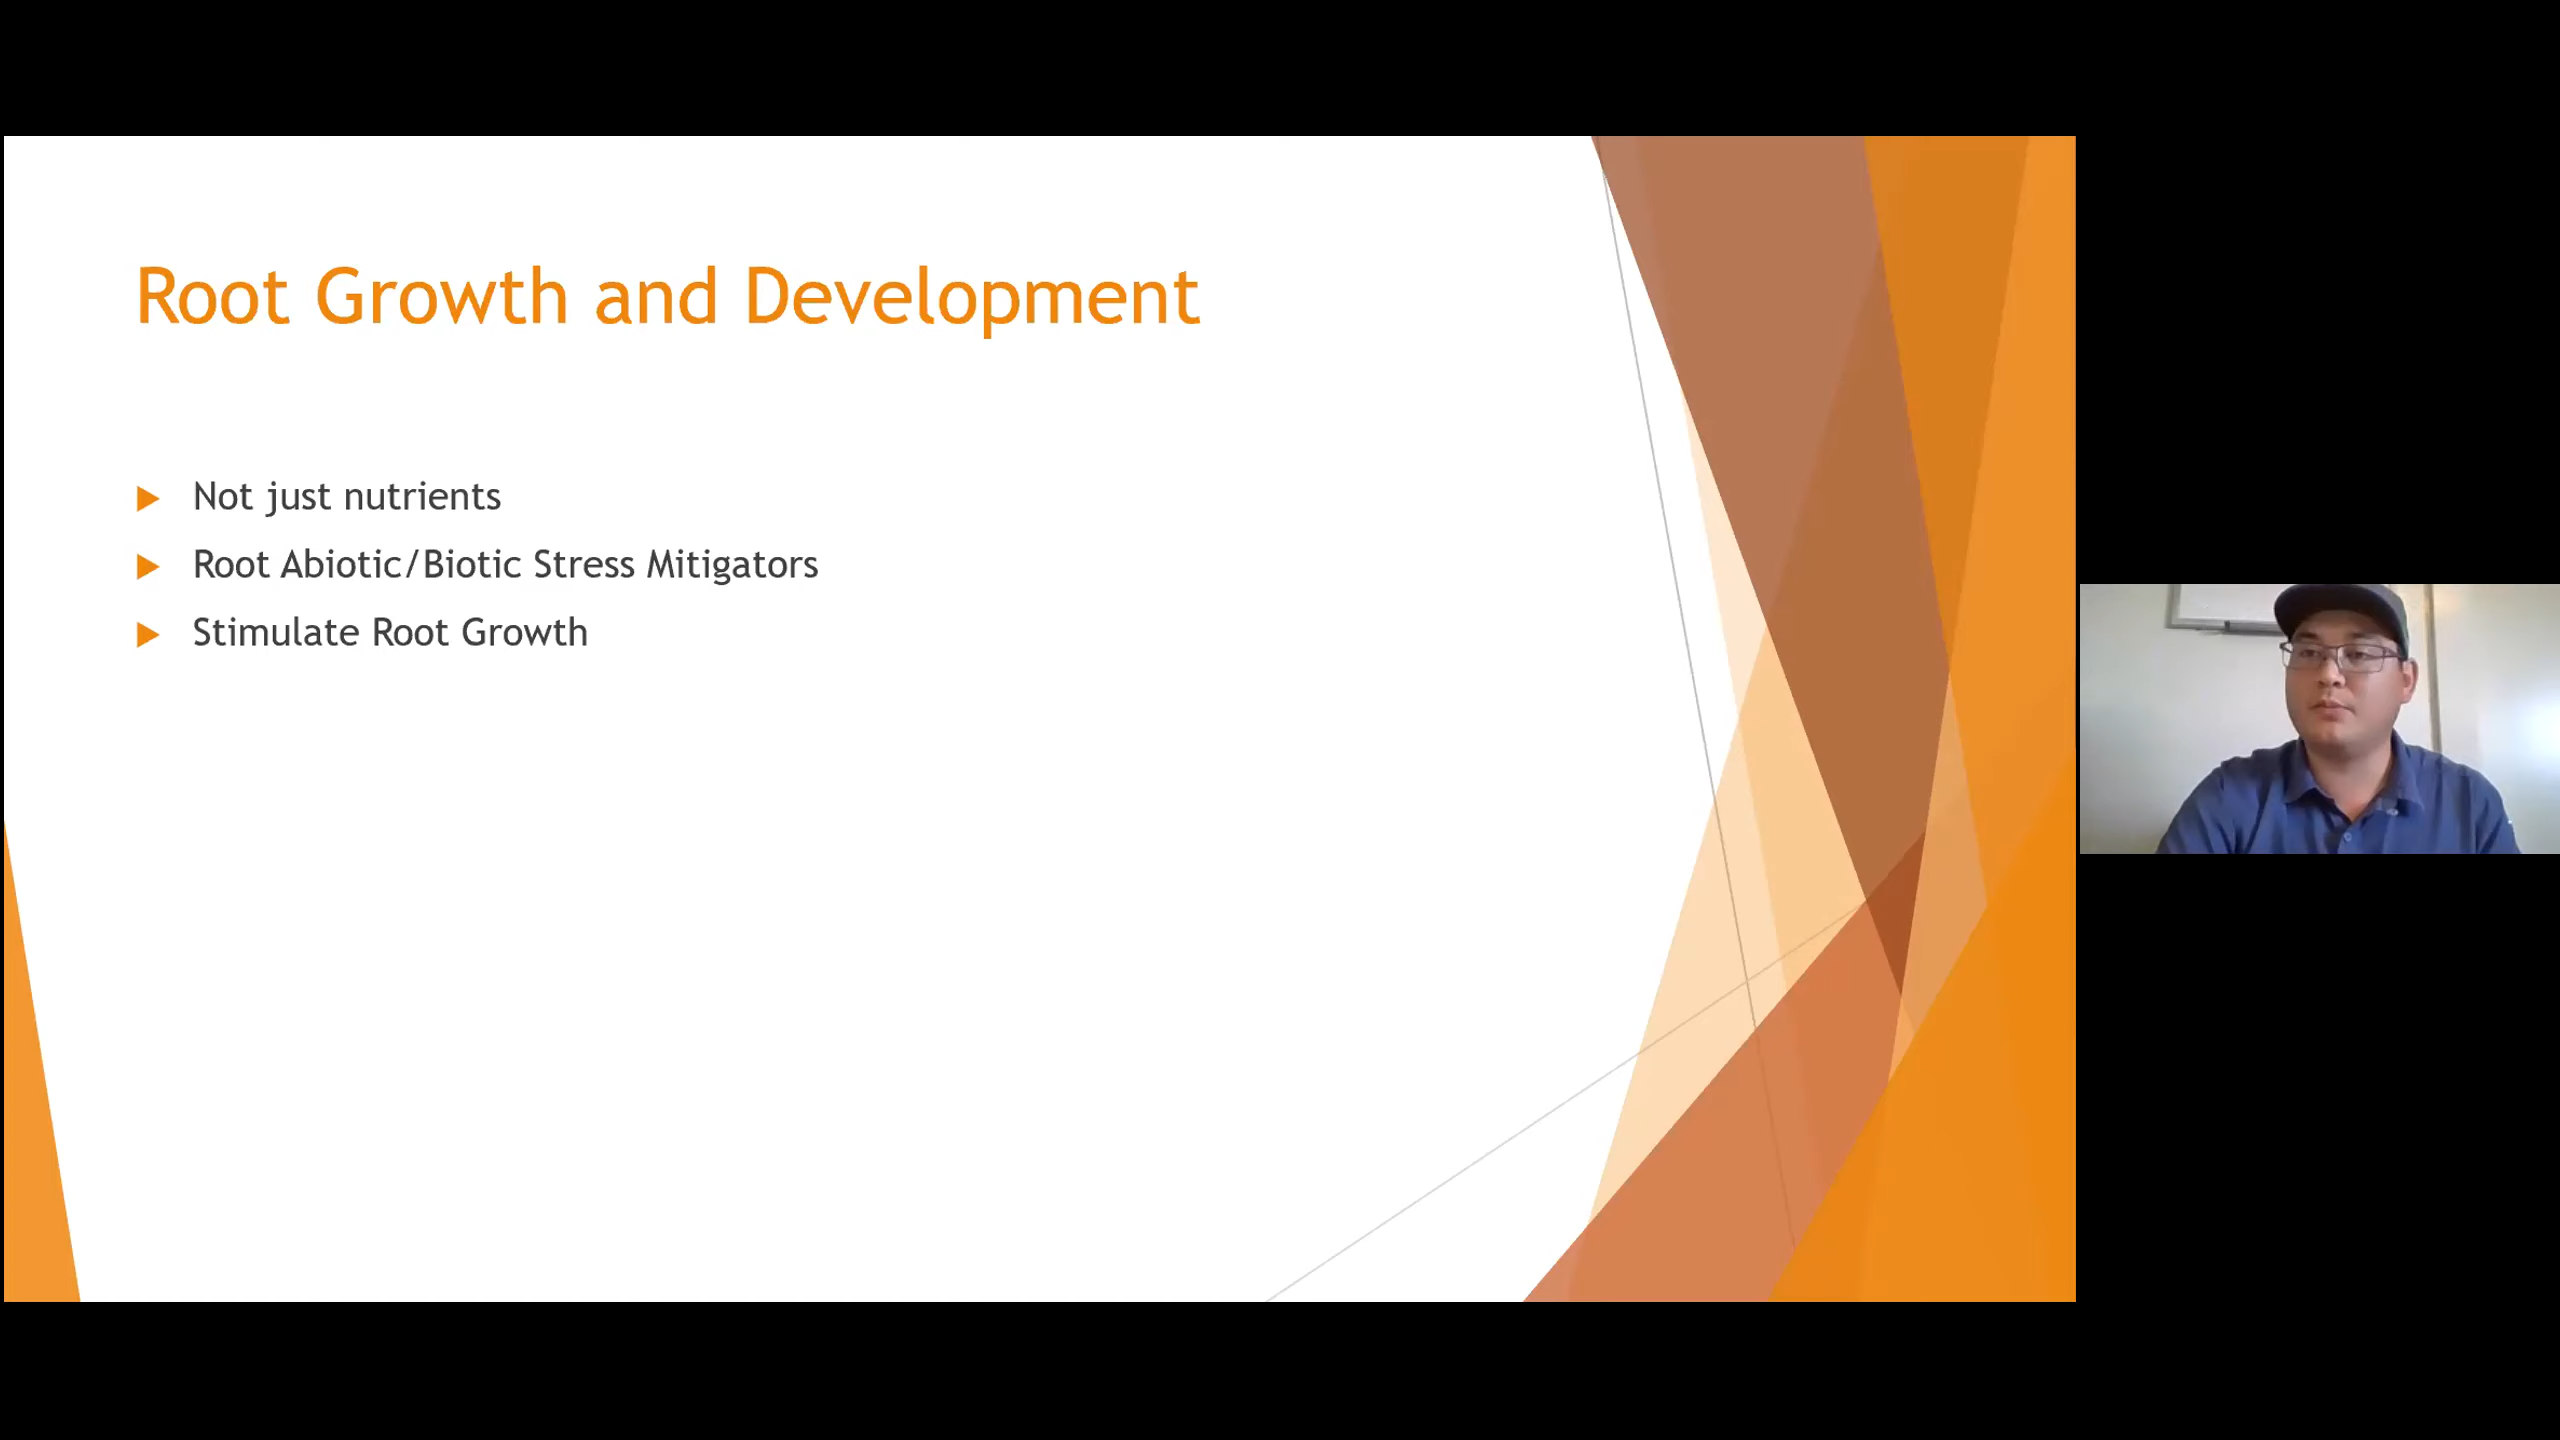 Root Growth and Development
Not just nutrients
Root Abiotic/Biotic Stress Mitigators
Stimulate Root Growth